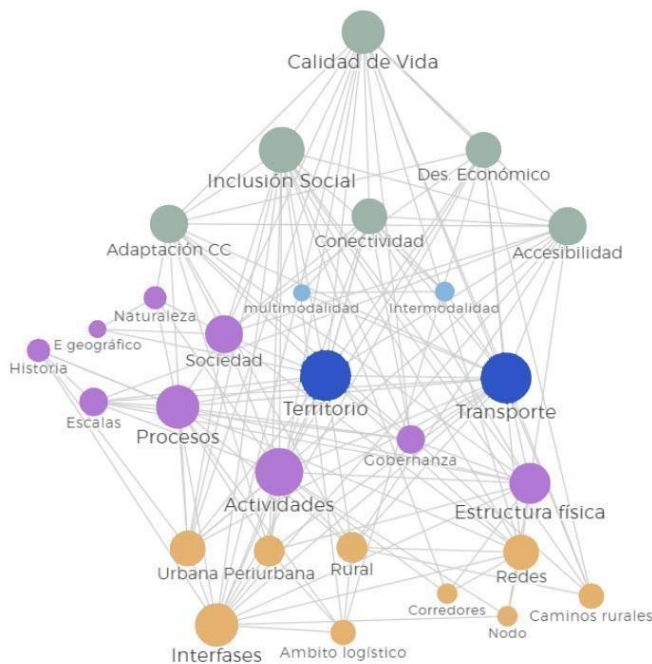 Calidad de Vida
Inclusión Social
Des. Económico
Adaptación CC
Conectividad
Accesibilidad
Naturaleza
multimodalidad
Intermodalidad
E geográfico
Historia
Sociedad
Escalas
Procesos
Territorio
Transporte
Gobernanza
Actividades
Estructura física
Urbana
Periurbana
Rural
Redes
Corredores
Nodo
Caminos rurales
Interfases
Ambito logístico